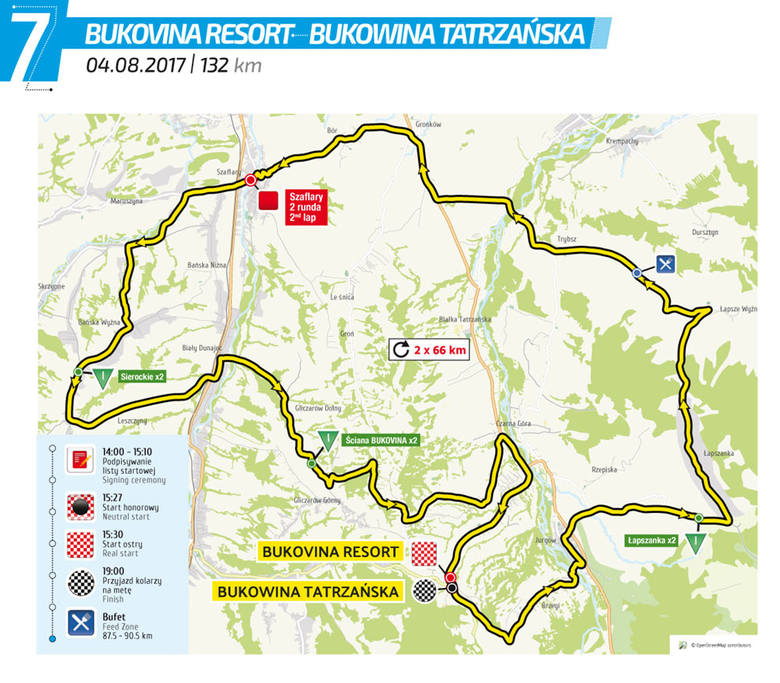 7
BUKOVINA RESORT BUKOWINA TATRZAŃSKA
04.08.2017 | 132 km
Gronków
Bór
Krempachy
Szaflary
Szaflary
2 runda
2nd lap
Maruszyna
Dursztyn
Trybsz
Bańska Niżna
Skrzypne
Leśnica
Łapsze Wyżn
Bańska Wyżna
Białka Tatrzańska
Groń
Biały Dunajec
2 x 66 km
Sierockie x2
Gliczarów Dolny
Leszczyny
Czarna Góra
Ściana BUKOVINA x2
Łapszanka
Rzepiska
Gliczarów Górny
Jurgów
Łapszanka x2
BUKOVINA RESORT
BUKOWINA TATRZAŃSKA
Brzegi
14:00 - 15:10
Podpisywanie
listy startowej
Signing ceremony
15:27
Start honorowy
Neutral start
15:30
Start ostry
Real start
19:00
Przyjazd kolarzy
na metę
Finish
Bufet
Feed Zone
87.5 - 90.5 km
© OpenStreetMap contributors